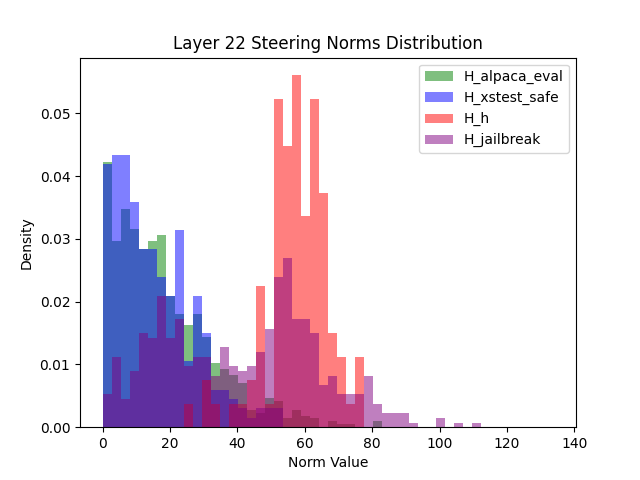 Layer 22 Steering Norms Distribution
H_alpaca_eval
H_xstest_safe
H_h
H_jailbreak
Density
0.05
0.04
0.03
0.02
0.01
0.00
0 20 40 60 80 100 120 140
Norm Value